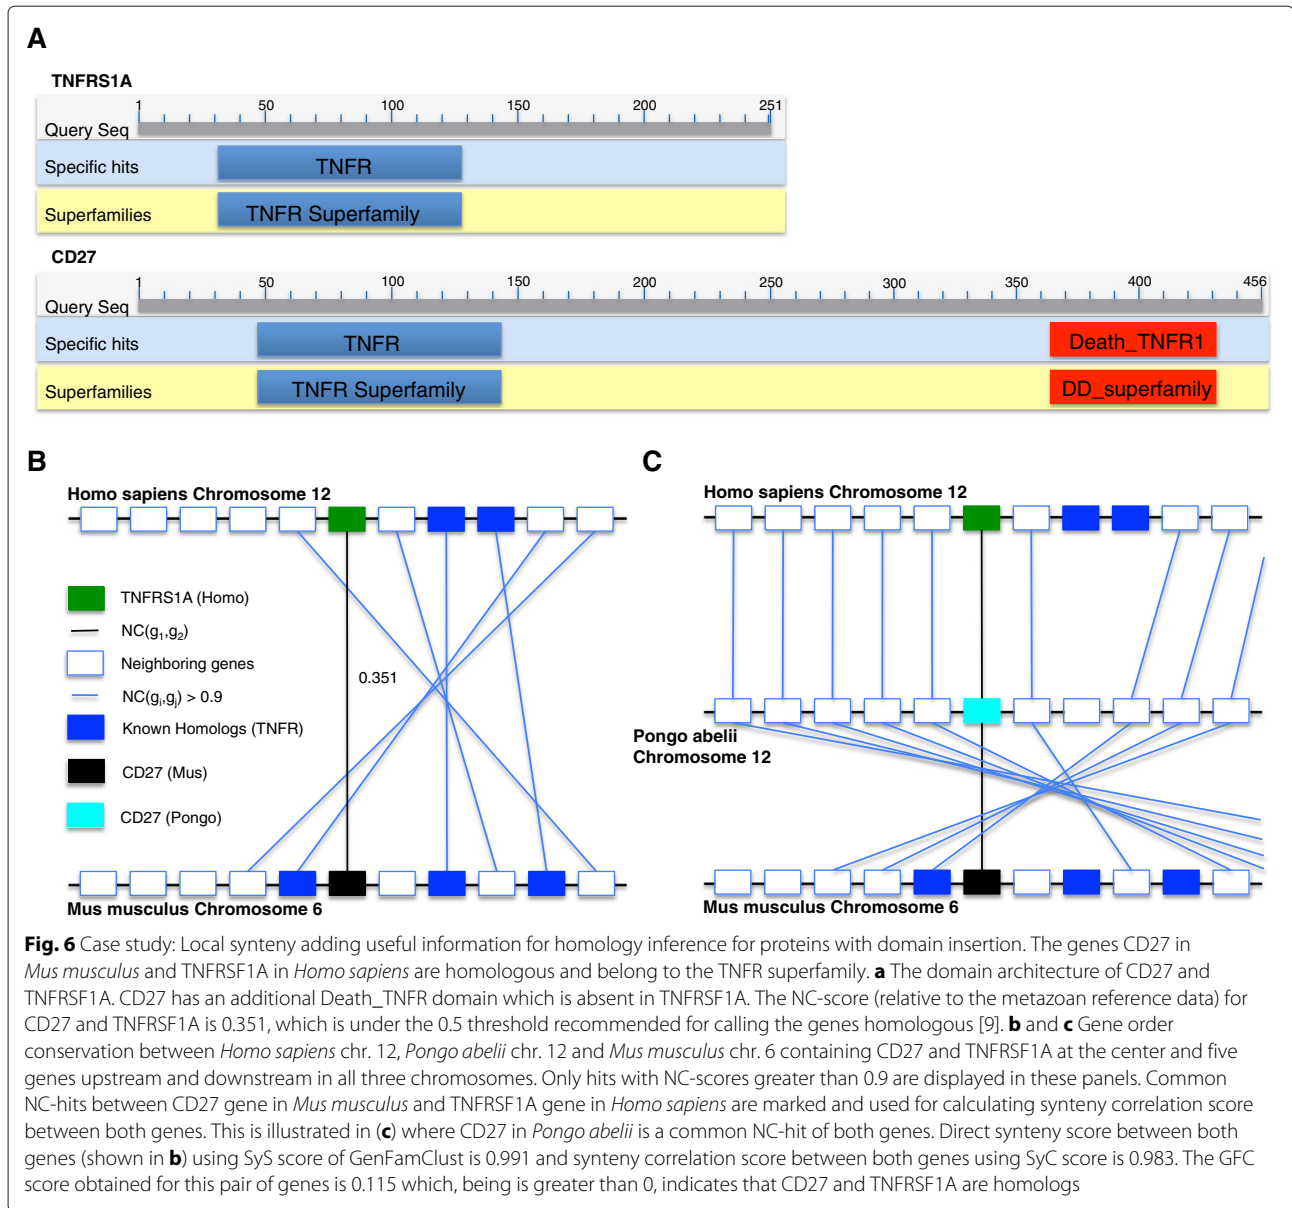 A
TNFRS1A
1 50 100 150 200 251
Query Seq
Specific hits TNFR
Superfamilies TNFR Superfamily
CD27
1 50 100 150 200 250 300 350 400 456
Query Seq
Specific hits TNFR Death_TNFR1
Superfamilies TNFR Superfamily DD_superfamily
B
Homo sapiens Chromosome 12
TNFRS1A (Homo)
NC(g1,g2)
Neighboring genes
NC(gi,gj) > 0.9
Known Homologs (TNFR)
CD27 (Mus)
CD27 (Pongo)
0.351
Mus musculus Chromosome 6
C
Homo sapiens Chromosome 12
Pongo abelii
Chromosome 12
Mus musculus Chromosome 6
Fig. 6 Case study: Local synteny adding useful information for homology inference for proteins with domain insertion. The genes CD27 in
Mus musculus and TNFRSF1A in Homo sapiens are homologous and belong to the TNFR superfamily. a The domain architecture of CD27 and
TNFRSF1A. CD27 has an additional Death_TNFR domain which is absent in TNFRSF1A. The NC-score (relative to the metazoan reference data) for
CD27 and TNFRSF1A is 0.351, which is under the 0.5 threshold recommended for calling the genes homologous [9]. b and c Gene order
conservation between Homo sapiens chr. 12, Pongo abelii chr. 12 and Mus musculus chr. 6 containing CD27 and TNFRSF1A at the center and five
genes upstream and downstream in all three chromosomes. Only hits with NC-scores greater than 0.9 are displayed in these panels. Common
NC-hits between CD27 gene in Mus musculus and TNFRSF1A gene in Homo sapiens are marked and used for calculating synteny correlation score
between both genes. This is illustrated in (c) where CD27 in Pongo abelii is a common NC-hit of both genes. Direct synteny score between both
genes (shown in b) using SyS score of GenFamClust is 0.991 and synteny correlation score between both genes using SyC score is 0.983. The GFC
score obtained for this pair of genes is 0.115 which, being is greater than 0, indicates that CD27 and TNFRSF1A are homologs